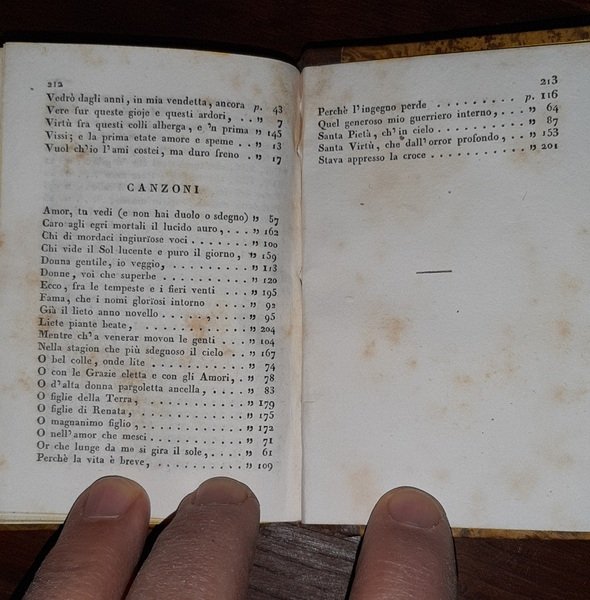 212
Vedrò dagli anni, in mia vendetta, ancora p. 43
Vere fur queste gioje e questi ardori, . . „ 7
Virtù fra questi colli alberga, e 'n prima „ 145
Vissi; e la prima etate amore e speme . . „ 13
Vuol ch'io l'ami costei, ma duro freno . . „ 17
CANZONI
Amor, tu vedi (e non hai duolo o sdegno) „ 57
Caro agli egri mortali il lucido auro, . . . „ 162
Chi di mordaci ingiuriose voci . . . . . . . „ 100
Chi vide il Sol lucente e puro il giorno, „ 159
Donna gentile, io veggio, . . . . . . . . . „ 113
Donne, voi che superbe . . . . . . . . . . „ 120
Ecco, fra le tempeste e i fieri venti . . . . „ 195
Fama, che i nomi gloriosi intorno . . . . . „ 92
Già il lieto anno novello . . . . . . . . . „ 95
Liete piante beate, . . . . . . . . . . . . „ 204
Mentre ch'a venerar movon le genti . . . . „ 104
Nella stagion che più sdegnoso il cielo . . „ 167
O bel colle, onde lite . . . . . . . . . . . „ 74
O con le Grazie eletta e con gli Amori, . „ 78
O d'alta donna pargoletta ancella, . . . . „ 83
O figlie della Terra, . . . . . . . . . . . „ 179
O figlie di Renata, . . . . . . . . . . . . „ 175
O magnanimo figlio, . . . . . . . . . . . . „ 172
O nell'amor che mesci . . . . . . . . . . . „ 71
Or che lunge da me si gira il sole, . . . . „ 61
Perchè la vita è breve, . . . . . . . . . . „ 109
213
Perchè l'ingegno perde . . . . . . . . p. 116
Quel generoso mio guerriero interno, . . „ 64
Santa Pietà, ch'in cielo . . . . . . . . . „ 87
Santa Virtù, che dall'orror profondo, . . „ 153
Stava appresso la croce . . . . . . . . . „ 201